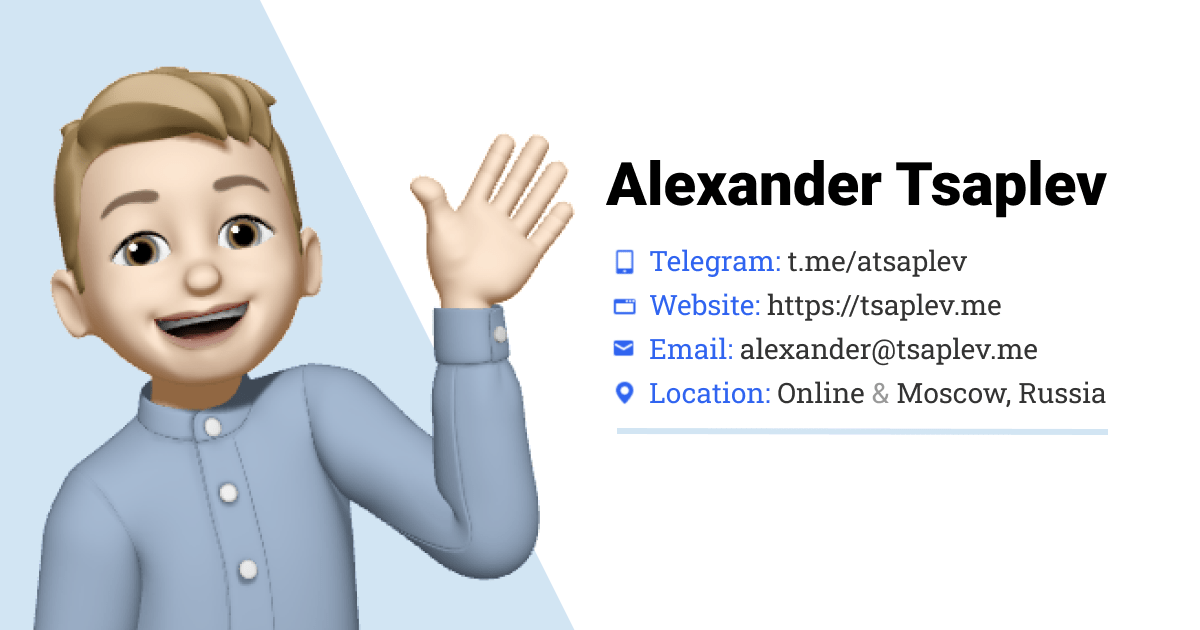 Alexander Tsaplev
Telegram: t.me/atsaplev
Website: https://tsaplev.me
Email: alexander@tsaplev.me
Location: Online & Moscow, Russia